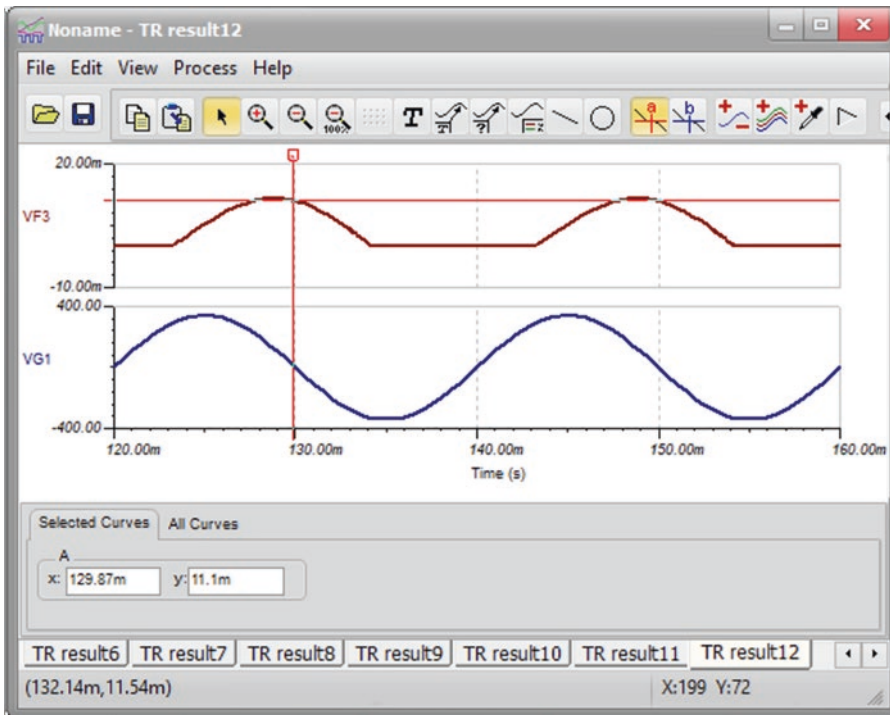 Noname - TR result12
File Edit View Process Help
100%
T
T
?
=z
a
b
20.00m
VF3
-10.00m
400.00
VG1
-400.00
120.00m 130.00m 140.00m 150.00m 160.00m
Time (s)
Selected Curves All Curves
A
x: 129.87m y: 11.1m
TR result6 TR result7 TR result8 TR result9 TR result10 TR result11 TR result12
(132.14m,11.54m) X:199 Y:72